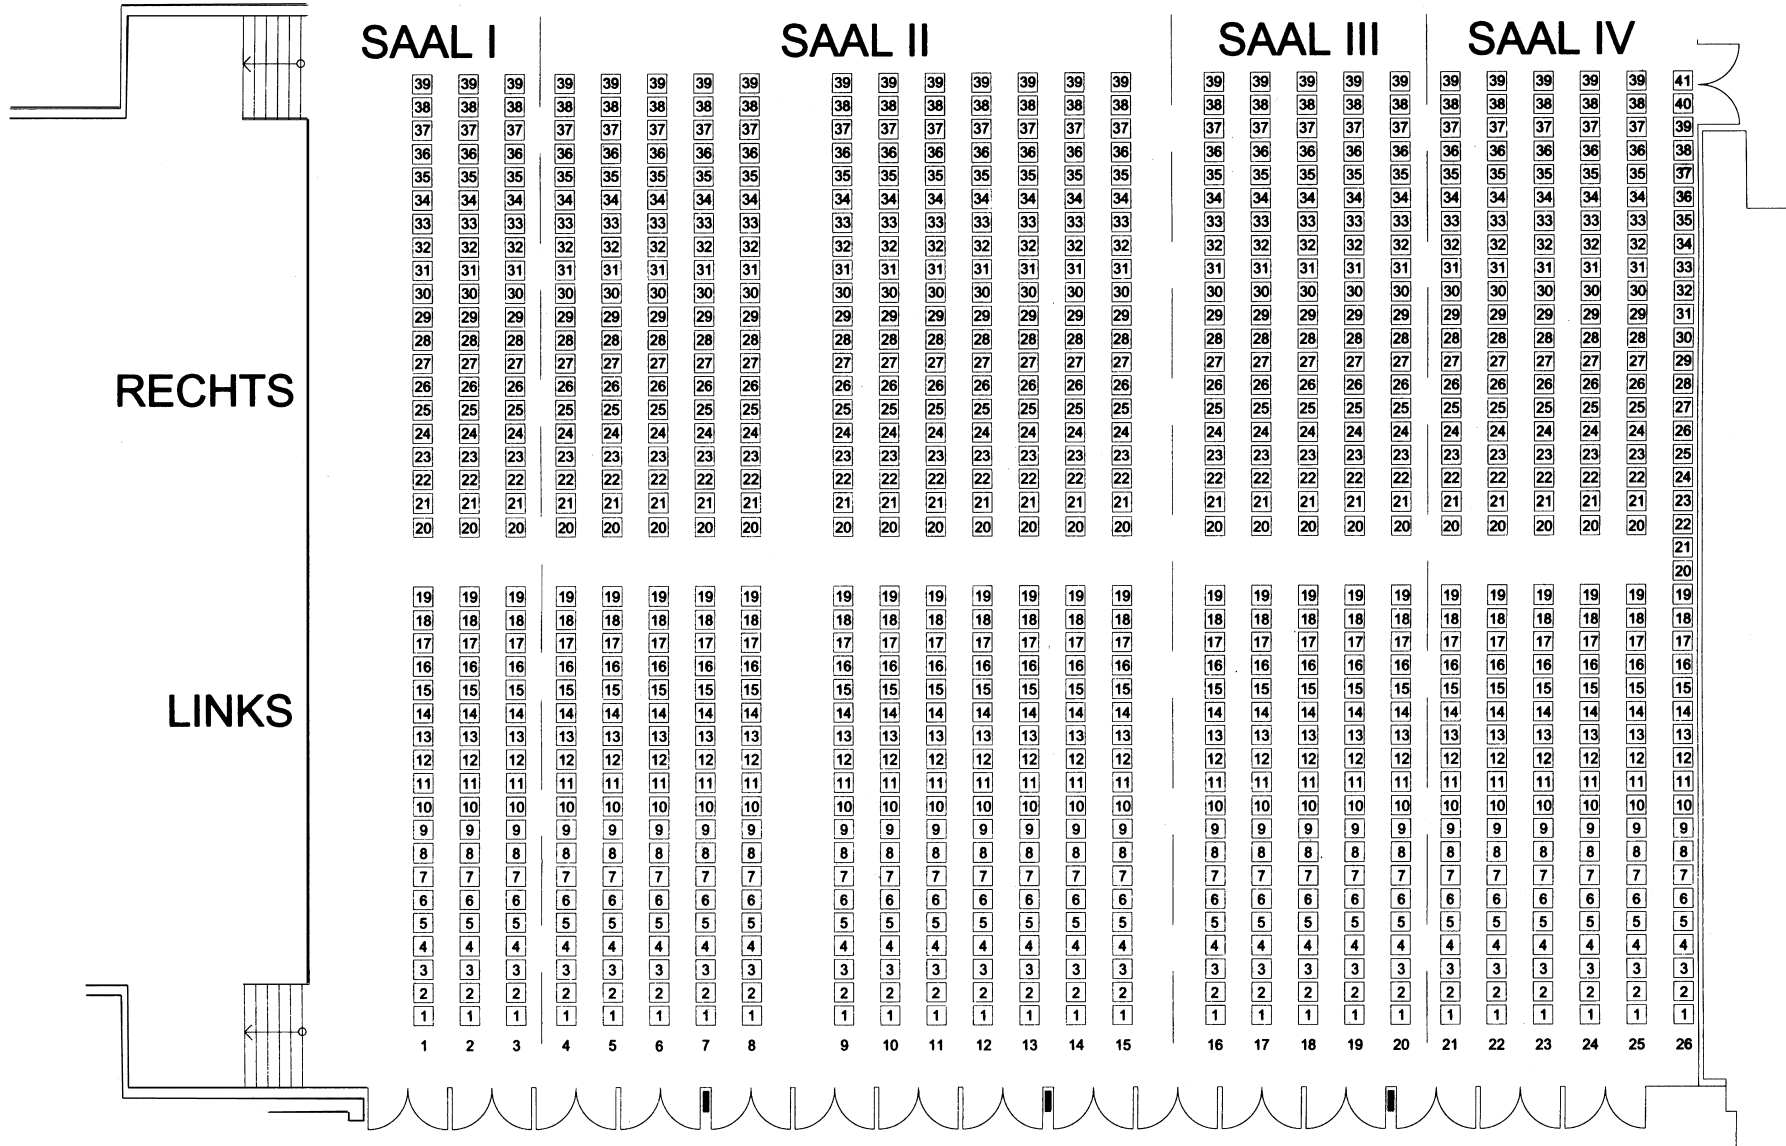 SAAL I SAAL II SAAL III SAAL IV
39 39 39 39 39 39 39 39 39 39 39 39 39 39 39 39 39 39 39 39 39 39 39 39 39 41
38 38 38 38 38 38 38 38 38 38 38 38 38 38 38 38 38 38 38 38 38 38 38 38 38 40
37 37 37 37 37 37 37 37 37 37 37 37 37 37 37 37 37 37 37 37 37 37 37 37 37 39
36 36 36 36 36 36 36 36 36 36 36 36 36 36 36 36 36 36 36 36 36 36 36 36 36 38
35 35 35 35 35 35 35 35 35 35 35 35 35 35 35 35 35 35 35 35 35 35 35 35 35 37
34 34 34 34 34 34 34 34 34 34 34 34 34 34 34 34 34 34 34 34 34 34 34 34 34 36
33 33 33 33 33 33 33 33 33 33 33 33 33 33 33 33 33 33 33 33 33 33 33 33 33 35
32 32 32 32 32 32 32 32 32 32 32 32 32 32 32 32 32 32 32 32 32 32 32 32 32 34
31 31 31 31 31 31 31 31 31 31 31 31 31 31 31 31 31 31 31 31 31 31 31 31 31 33
30 30 30 30 30 30 30 30 30 30 30 30 30 30 30 30 30 30 30 30 30 30 30 30 30 32
29 29 29 29 29 29 29 29 29 29 29 29 29 29 29 29 29 29 29 29 29 29 29 29 29 31
28 28 28 28 28 28 28 28 28 28 28 28 28 28 28 28 28 28 28 28 28 28 28 28 28 30
27 27 27 27 27 27 27 27 27 27 27 27 27 27 27 27 27 27 27 27 27 27 27 27 27 29
RECHTS 26 26 26 26 26 26 26 26 26 26 26 26 26 26 26 26 26 26 26 26 26 26 26 26 26 28
25 25 25 25 25 25 25 25 25 25 25 25 25 25 25 25 25 25 25 25 25 25 25 25 25 27
24 24 24 24 24 24 24 24 24 24 24 24 24 24 24 24 24 24 24 24 24 24 24 24 24 26
23 23 23 23 23 23 23 23 23 23 23 23 23 23 23 23 23 23 23 23 23 23 23 23 23 25
22 22 22 22 22 22 22 22 22 22 22 22 22 22 22 22 22 22 22 22 22 22 22 22 22 24
21 21 21 21 21 21 21 21 21 21 21 21 21 21 21 21 21 21 21 21 21 21 21 21 21 23
20 20 20 20 20 20 20 20 20 20 20 20 20 20 20 20 20 20 20 20 20 20 20 20 20 22
21
20
19 19 19 19 19 19 19 19 19 19 19 19 19 19 19 19 19 19 19 19 19 19 19 19 19 19
18 18 18 18 18 18 18 18 18 18 18 18 18 18 18 18 18 18 18 18 18 18 18 18 18 18
17 17 17 17 17 17 17 17 17 17 17 17 17 17 17 17 17 17 17 17 17 17 17 17 17 17
16 16 16 16 16 16 16 16 16 16 16 16 16 16 16 16 16 16 16 16 16 16 16 16 16 16
15 15 15 15 15 15 15 15 15 15 15 15 15 15 15 15 15 15 15 15 15 15 15 15 15 15
LINKS 14 14 14 14 14 14 14 14 14 14 14 14 14 14 14 14 14 14 14 14 14 14 14 14 14 14
13 13 13 13 13 13 13 13 13 13 13 13 13 13 13 13 13 13 13 13 13 13 13 13 13 13
12 12 12 12 12 12 12 12 12 12 12 12 12 12 12 12 12 12 12 12 12 12 12 12 12 12
11 11 11 11 11 11 11 11 11 11 11 11 11 11 11 11 11 11 11 11 11 11 11 11 11 11
10 10 10 10 10 10 10 10 10 10 10 10 10 10 10 10 10 10 10 10 10 10 10 10 10 10
9 9 9 9 9 9 9 9 9 9 9 9 9 9 9 9 9 9 9 9 9 9 9 9 9 9
8 8 8 8 8 8 8 8 8 8 8 8 8 8 8 8 8 8 8 8 8 8 8 8 8 8
7 7 7 7 7 7 7 7 7 7 7 7 7 7 7 7 7 7 7 7 7 7 7 7 7 7
6 6 6 6 6 6 6 6 6 6 6 6 6 6 6 6 6 6 6 6 6 6 6 6 6 6
5 5 5 5 5 5 5 5 5 5 5 5 5 5 5 5 5 5 5 5 5 5 5 5 5 5
4 4 4 4 4 4 4 4 4 4 4 4 4 4 4 4 4 4 4 4 4 4 4 4 4 4
3 3 3 3 3 3 3 3 3 3 3 3 3 3 3 3 3 3 3 3 3 3 3 3 3 3
2 2 2 2 2 2 2 2 2 2 2 2 2 2 2 2 2 2 2 2 2 2 2 2 2 2
1 1 1 1 1 1 1 1 1 1 1 1 1 1 1 1 1 1 1 1 1 1 1 1 1 1
1 2 3 4 5 6 7 8 9 10 11 12 13 14 15 16 17 18 19 20 21 22 23 24 25 26